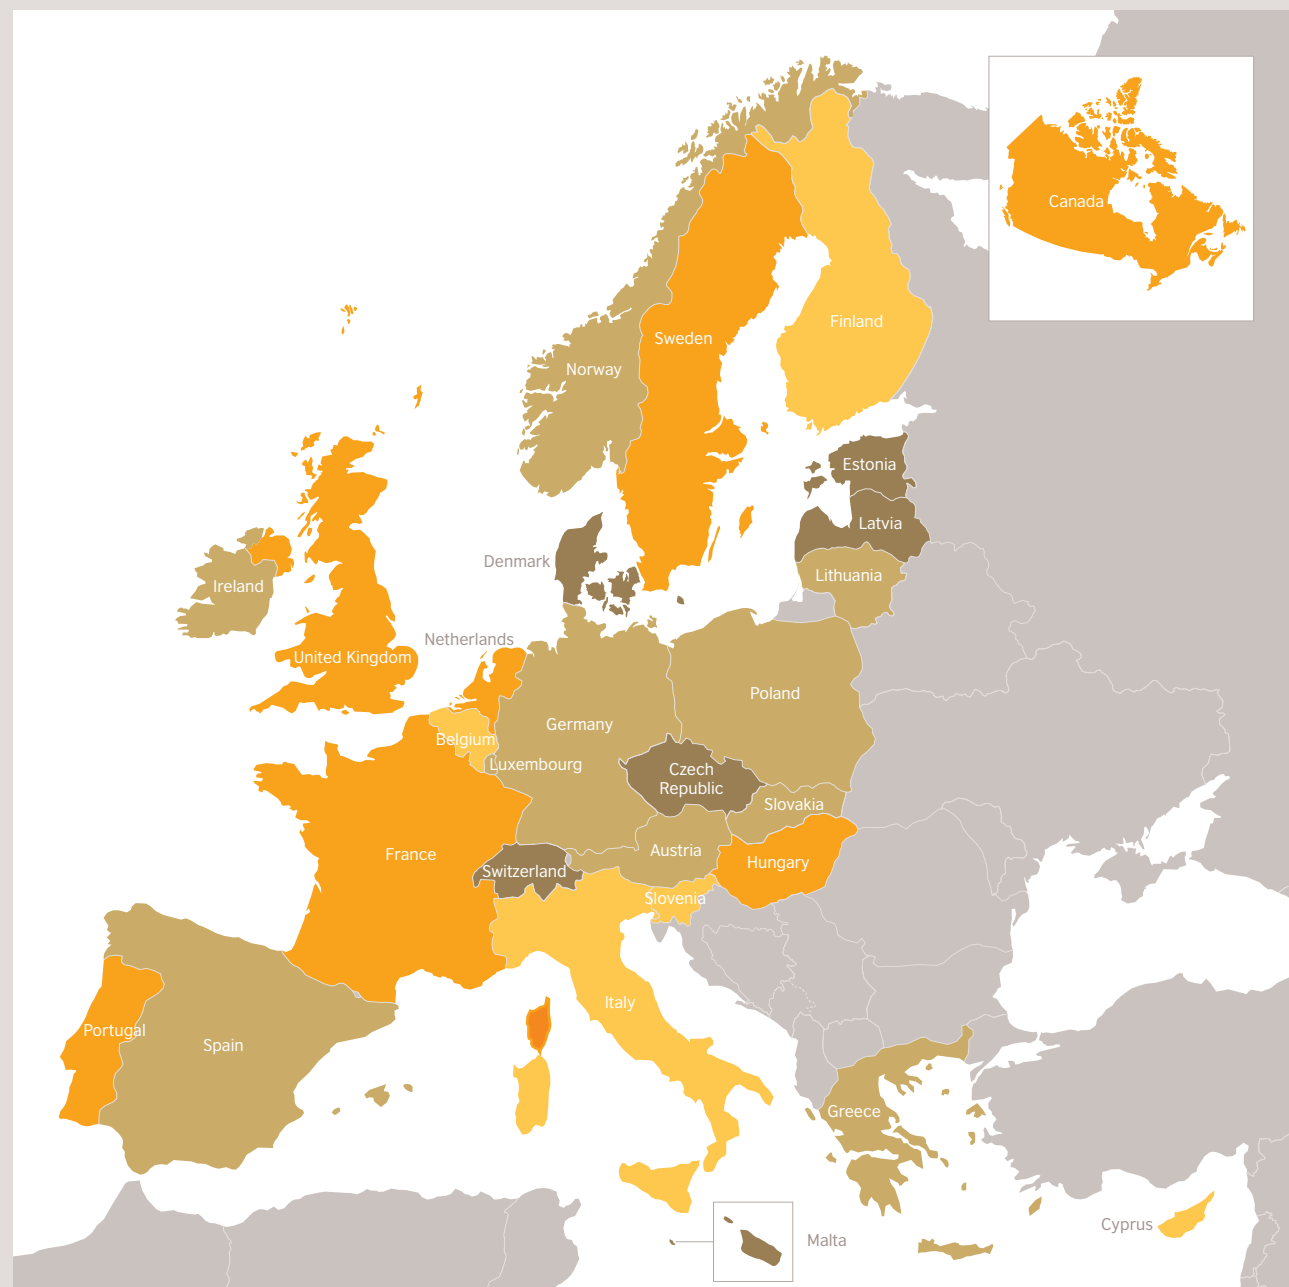 Canada
Finland
Sweden
Norway
Estonia
Latvia
Denmark
Lithuania
Ireland
Netherlands
United Kingdom
Poland
Germany
Belgium
Luxembourg
Czech
Republic
Slovakia
France
Austria
Hungary
Switzerland
Slovenia
Italy
Portugal
Spain
Greece
Cyprus
Malta